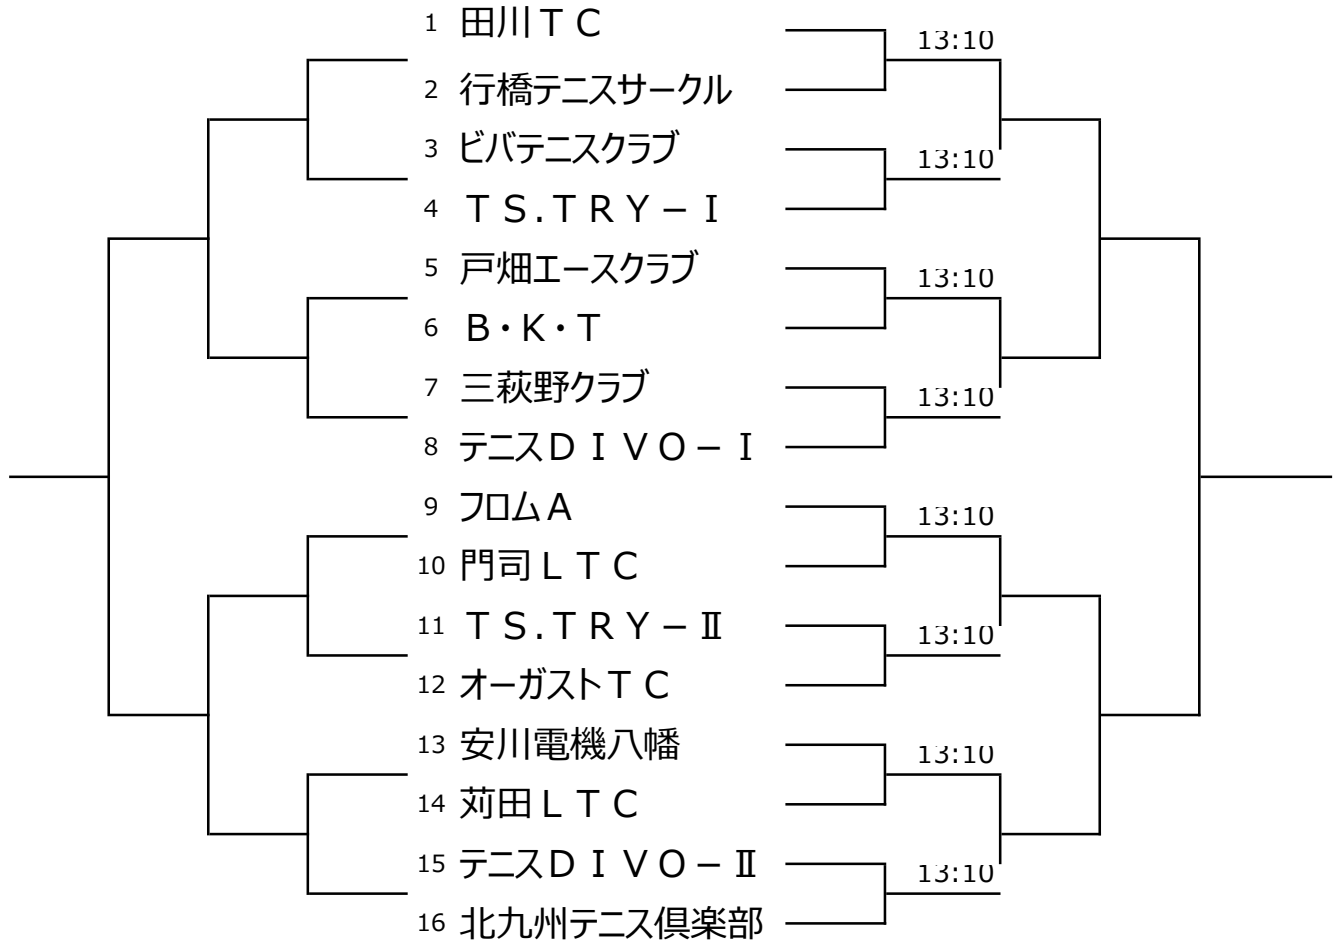 1 田川ＴＣ
13:10
2 行橋テニスサークル
3 ビバテニスクラブ
13:10
4 ＴＳ.ＴＲＹ－Ⅰ
5 戸畑エースクラブ
13:10
6 Ｂ・Ｋ・Ｔ
7 三萩野クラブ
13:10
8 テニスＤＩＶＯ－Ⅰ
9 フロムＡ
13:10
10 門司ＬＴＣ
11 ＴＳ.ＴＲＹ－Ⅱ
13:10
12 オーガストＴＣ
13 安川電機八幡
13:10
14 苅田ＬＴＣ
15 テニスＤＩＶＯ－Ⅱ
13:10
16 北九州テニス倶楽部